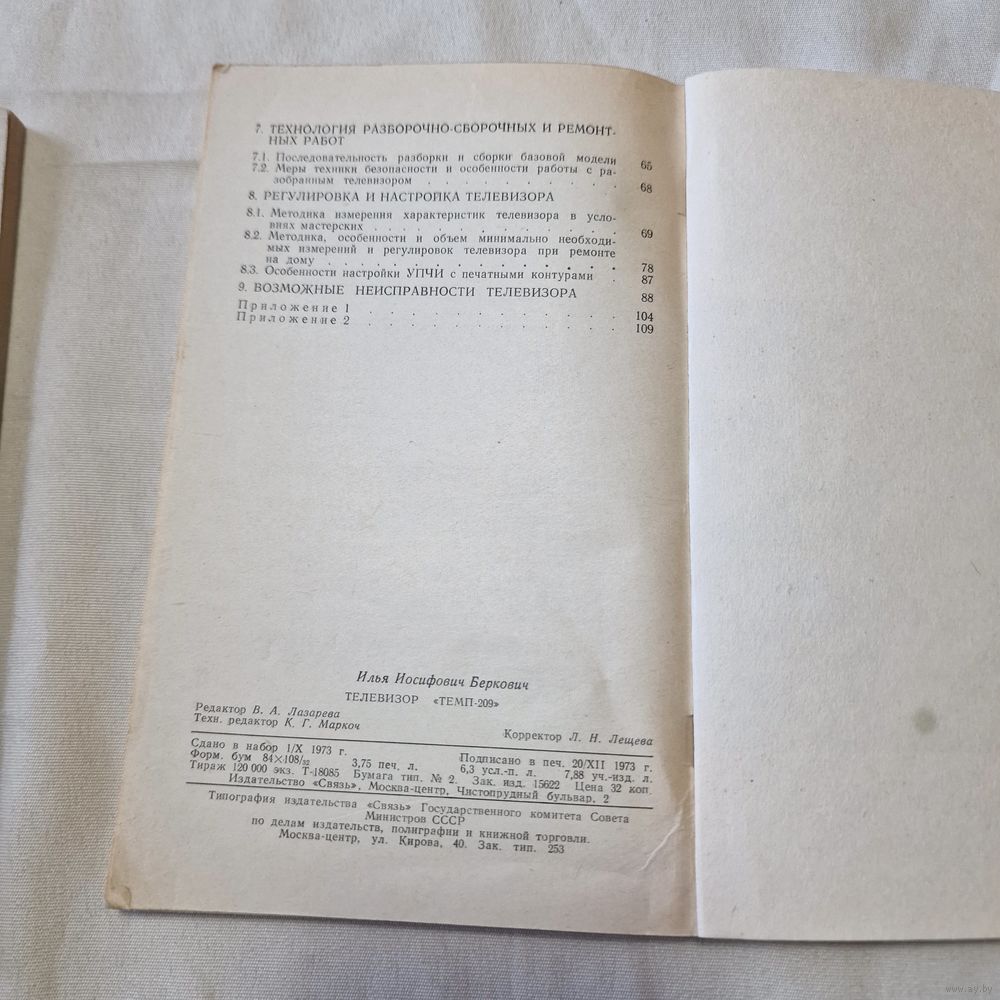 7. ТЕХНОЛОГИЯ РАЗБОРОЧНО-СБОРОЧНЫХ И РЕМОНТ-
НЫХ РАБОТ
7.1. Последовательность разборки и сборки базовой модели 65
7.2. Меры техники безопасности и особенности работы с ра-
зобранным телевизором . . . . . . . . . 68
8. РЕГУЛИРОВКА И НАСТРОЙКА ТЕЛЕВИЗОРА
8.1. Методика измерения характеристик телевизора в усло-
виях мастерских . . . . . . . . . . . 69
8.2. Методика, особенности и объем минимально необходи-
мых измерений и регулировок телевизора при ремонте
на дому . . . . . . . . . . . . . 78
8.3. Особенности настройки УПЧИ с печатными контурами . 87
9. ВОЗМОЖНЫЕ НЕИСПРАВНОСТИ ТЕЛЕВИЗОРА 88
Приложение 1 . . . . . . . . . . 104
Приложение 2 . . . . . . . . . . 109
Илья Иосифович Беркович
ТЕЛЕВИЗОР «ТЕМП-209»
Редактор В. А. Лазарева
Техн. редактор К. Г. Маркоч
Корректор Л. Н. Лещева
Сдано в набор 1/X 1973 г. Подписано в печ. 20/XII 1973 г.
Форм. бум 84×108/32 3,75 печ. л. 6,3 усл-п. л. 7,88 уч.-изд. л.
Тираж 120 000 экз. Т-18085 Бумага тип. № 2. Зак. изд. 15622 Цена 32 коп.
Издательство «Связь», Москва-центр, Чистопрудный бульвар, 2
Типография издательства «Связь» Государственного комитета Совета
Министров СССР
по делам издательств, полиграфии и книжной торговли.
Москва-центр, ул. Кирова, 40. Зак. тип. 253
www.ay.by